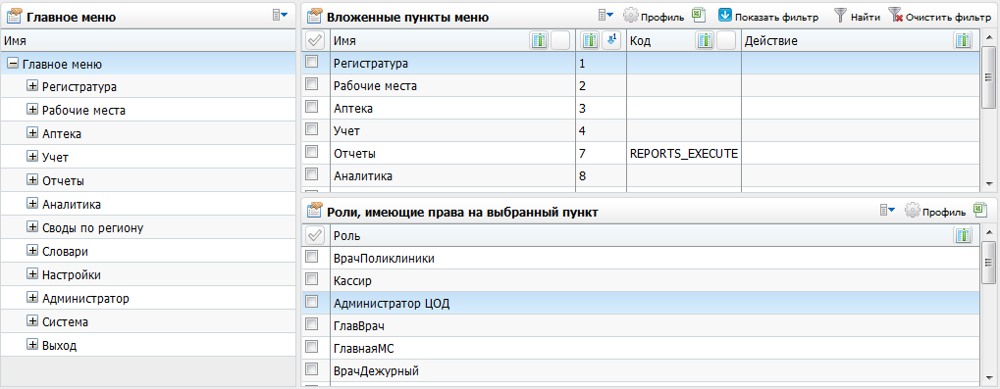 Главное меню
Имя
Главное меню
Регистратура
Рабочие места
Аптека
Учет
Отчеты
Аналитика
Своды по региону
Словари
Настройки
Администратор
Система
Выход
Вложенные пункты меню Профиль Показать фильтр Найти Очистить фильтр
Имя 1 Код Действие
Регистратура 1
Рабочие места 2
Аптека 3
Учет 4
Отчеты 7 REPORTS_EXECUTE
Аналитика 8
Роли, имеющие права на выбранный пункт Профиль
Роль
ВрачПоликлиники
Кассир
Администратор ЦОД
ГлавВрач
ГлавнаяМС
ВрачДежурный